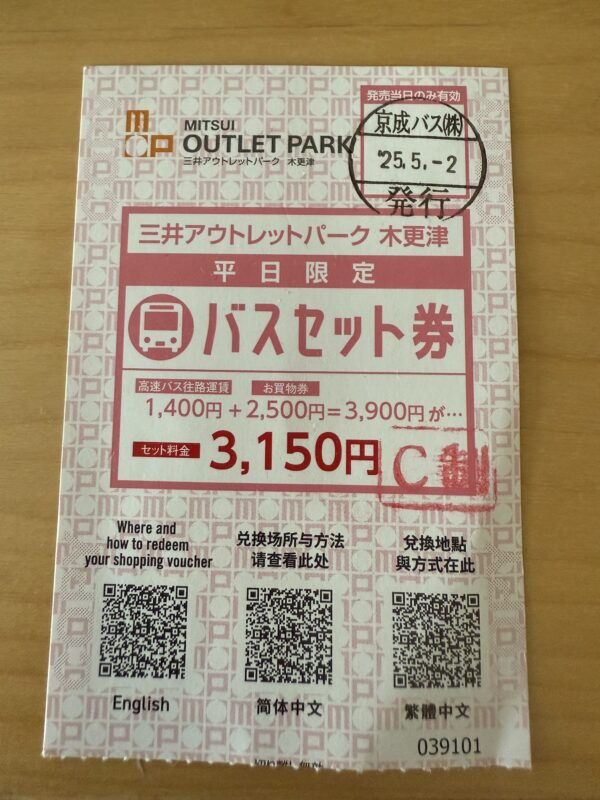 発売当日のみ有効
MOP
MITSUI
OUTLET PARK
三井アウトレットパーク 木更津
京成バス(株)
'25.5.-2
発行
三井アウトレットパーク 木更津
平日限定
バスセット券
高速バス往路運賃 お買物券
1,400円+2,500円=3,900円が…
セット料金 3,150円
C制
Where and
how to redeem
your shopping voucher
兑换场所与方法
请查看此处
兌換地點
與方式在此
English
简体中文
繁體中文
039101